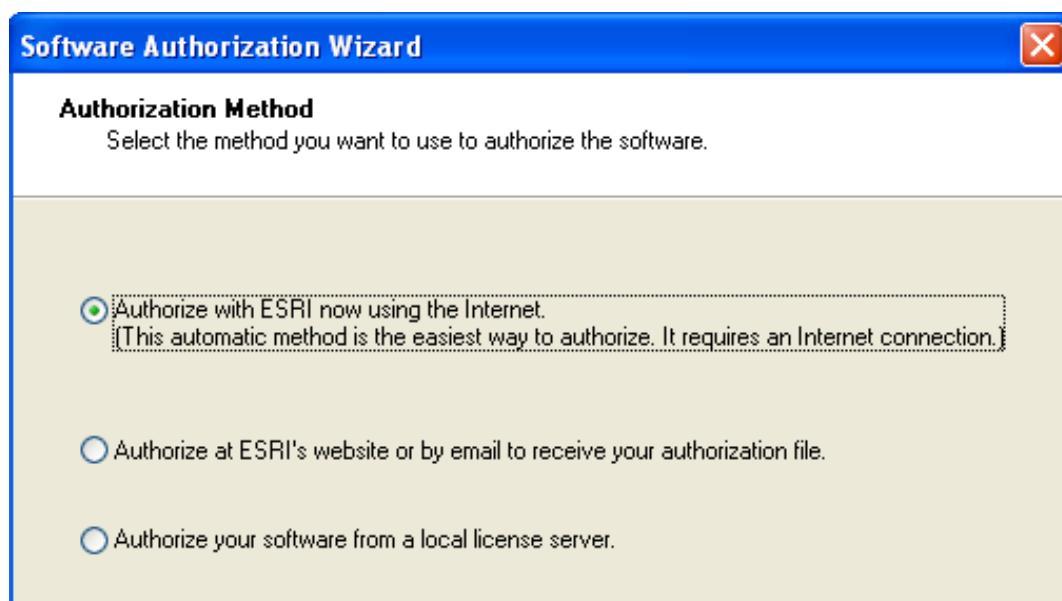 Software Authorization Wizard
Authorization Method
Select the method you want to use to authorize the software.
Authorize with ESRI now using the Internet.
(This automatic method is the easiest way to authorize. It requires an Internet connection.)
Authorize at ESRI's website or by email to receive your authorization file.
Authorize your software from a local license server.